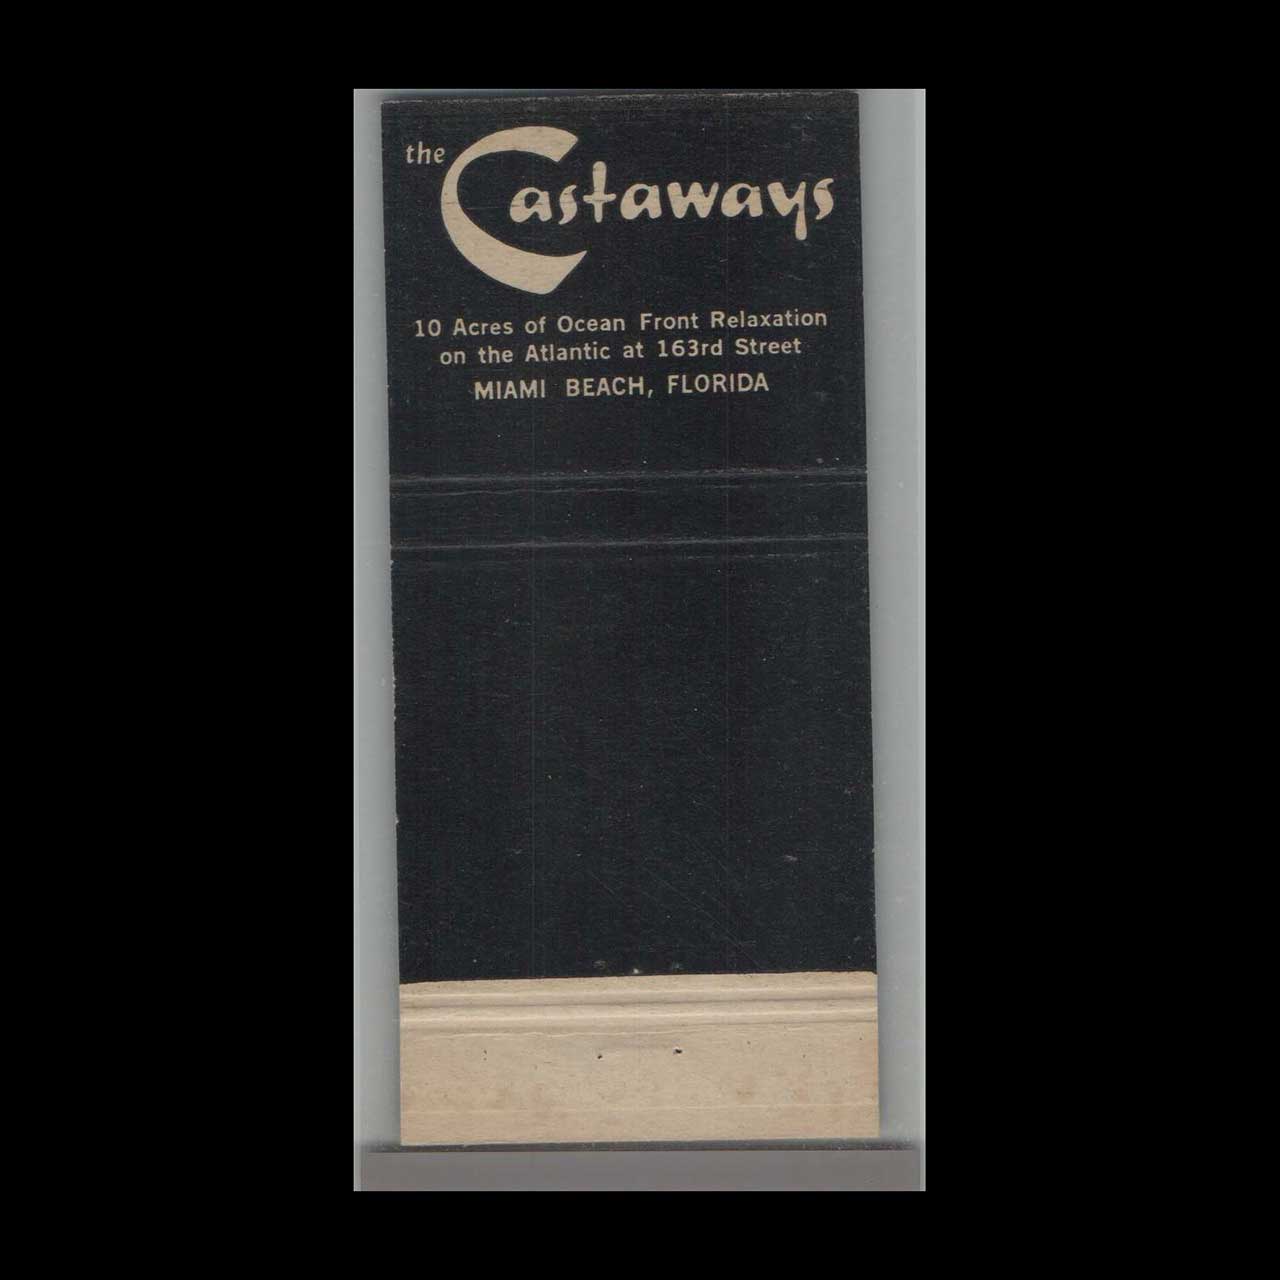 the Castaways
10 Acres of Ocean Front Relaxation
on the Atlantic at 163rd Street
MIAMI BEACH, FLORIDA